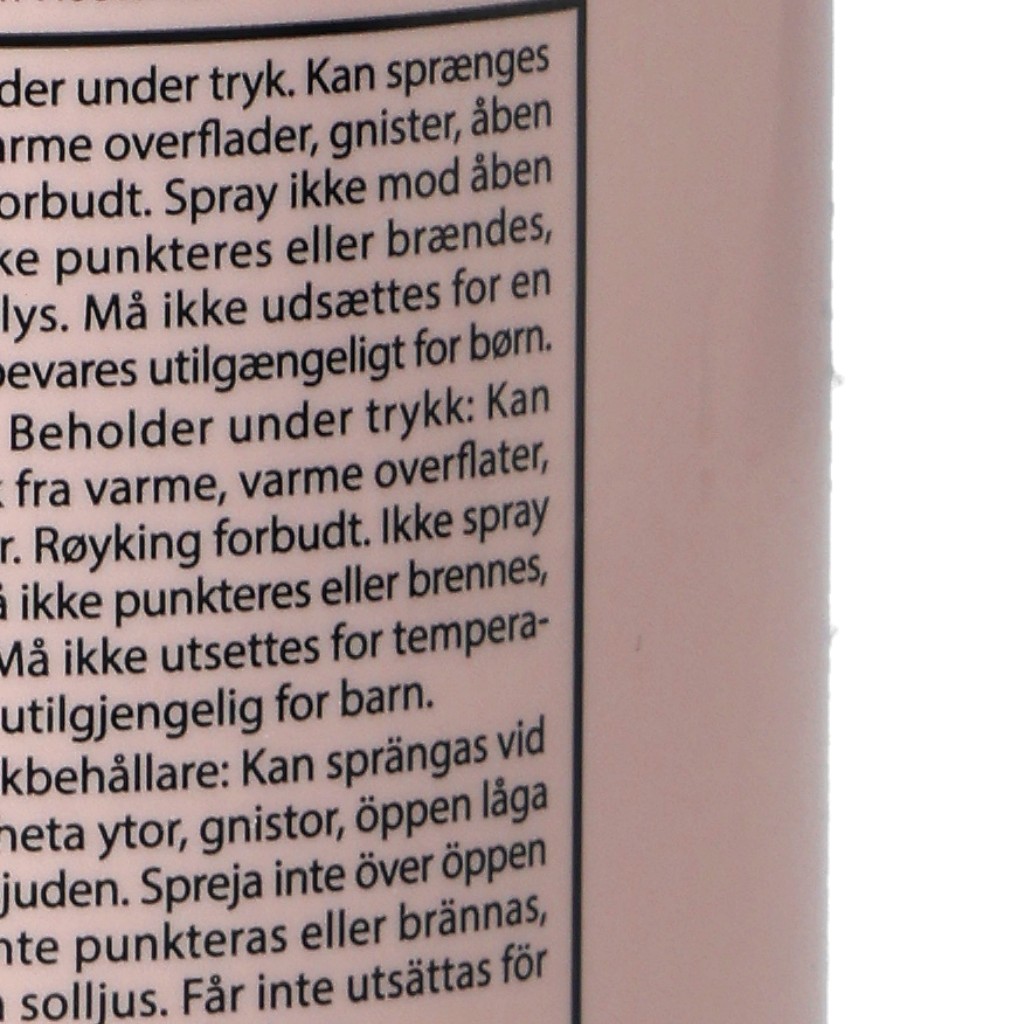 der under tryk. Kan sprænges
arme overflader, gnister, åben
orbudt. Spray ikke mod åben
ke punkteres eller brændes,
lys. Må ikke udsættes for en
bevares utilgængeligt for børn.
Beholder under trykk: Kan
fra varme, varme overflater,
r. Røyking forbudt. Ikke spray
å ikke punkteres eller brennes,
Må ikke utsettes for tempera-
utilgjengelig for barn.
kbehållare: Kan sprängas vid
heta ytor, gnistor, öppen låga
juden. Spreja inte över öppen
nte punkteras eller brännas,
solljus. Får inte utsättas för